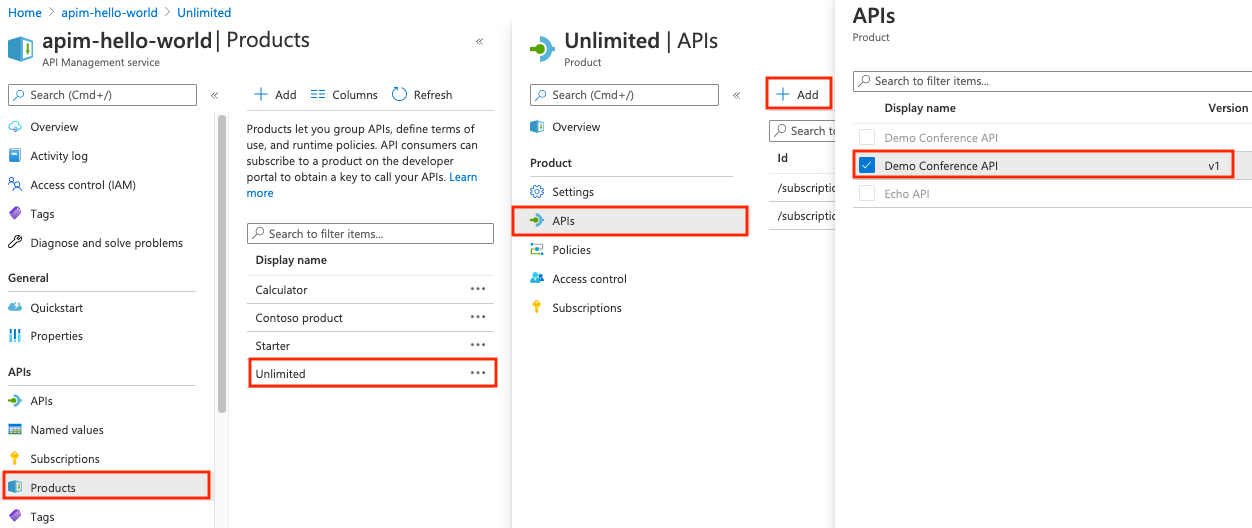 Home > apim-hello-world > Unlimited
apim-hello-world | Products
API Management service
«
Search (Cmd+/)
«
Overview
Activity log
Access control (IAM)
Tags
Diagnose and solve problems
General
Quickstart
Properties
APIs
APIs
Named values
Subscriptions
Products
Tags
+ Add
Columns
Refresh
Products let you group APIs, define terms of
use, and runtime policies. API consumers can
subscribe to a product on the developer
portal to obtain a key to call your APIs. Learn
more
Search to filter items...
Display name
Calculator ...
Contoso product ...
Starter ...
Unlimited ...
Unlimited | APIs
Product
Search (Cmd+/)
«
Overview
Product
Settings
APIs
Policies
Access control
Subscriptions
+ Add
Search to
Id
/subscriptio
/subscriptio
APIs
Product
Search to filter items...
Display name Version
Demo Conference API
Demo Conference API v1
Echo API